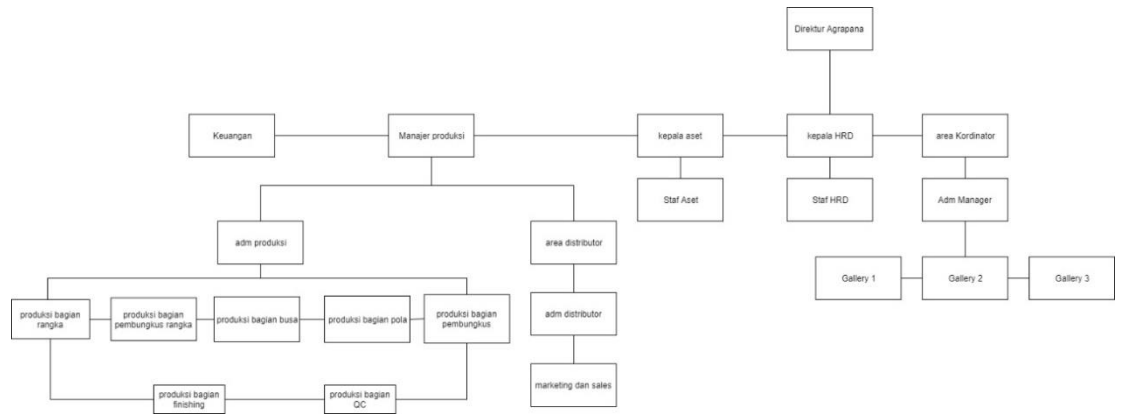 Direktur Agrapana
Keuangan
Manajer produksi
kepala aset
kepala HRD
area Kordinator
Staf Aset
Staf HRD
Adm Manager
adm produksi
area distributor
Gallery 1
Gallery 2
Gallery 3
produksi bagian
rangka
produksi bagian
pembungkus rangka
produksi bagian busa
produksi bagian pola
produksi bagian
pembungkus
adm distributor
marketing dan sales
produksi bagian
finishing
produksi bagian
QC